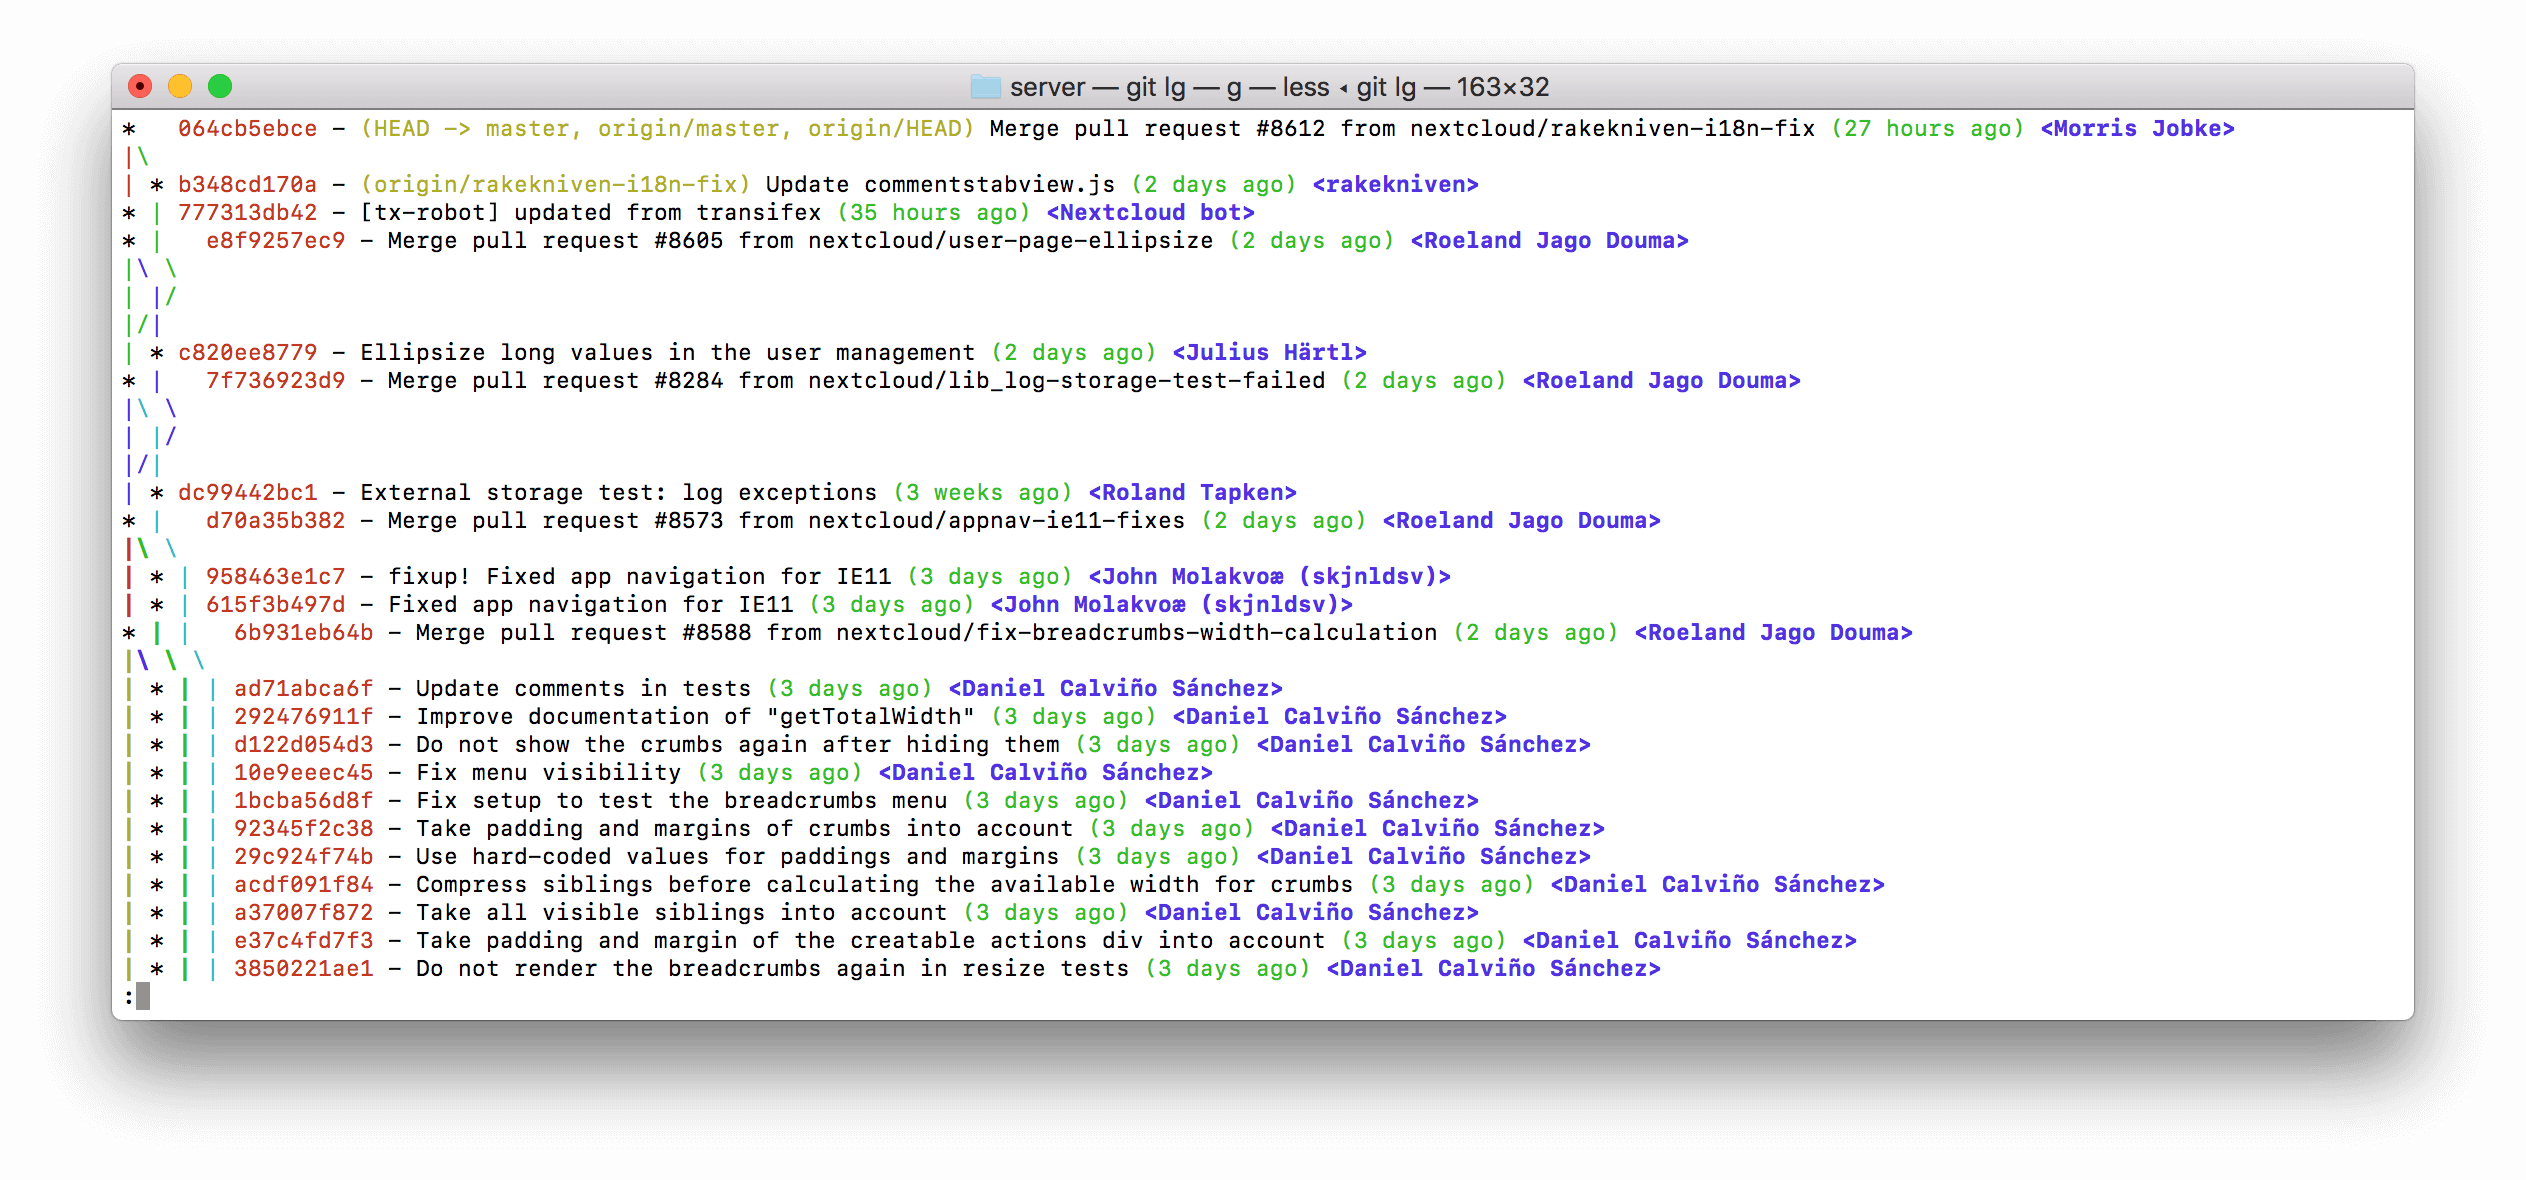 server — git lg — g — less ◂ git lg — 163×32
*   064cb5ebce – (HEAD –> master, origin/master, origin/HEAD) Merge pull request #8612 from nextcloud/rakekniven–i18n–fix (27 hours ago) <Morris Jobke>
|\
| * b348cd170a – (origin/rakekniven–i18n–fix) Update commentstabview.js (2 days ago) <rakekniven>
* | 777313db42 – [tx–robot] updated from transifex (35 hours ago) <Nextcloud bot>
* |   e8f9257ec9 – Merge pull request #8605 from nextcloud/user–page–ellipsize (2 days ago) <Roeland Jago Douma>
|\ \
| |/
|/|
| * c820ee8779 – Ellipsize long values in the user management (2 days ago) <Julius Härtl>
* |   7f736923d9 – Merge pull request #8284 from nextcloud/lib_log–storage–test–failed (2 days ago) <Roeland Jago Douma>
|\ \
| |/
|/|
| * dc99442bc1 – External storage test: log exceptions (3 weeks ago) <Roland Tapken>
* |   d70a35b382 – Merge pull request #8573 from nextcloud/appnav–ie11–fixes (2 days ago) <Roeland Jago Douma>
|\ \
| * | 958463e1c7 – fixup! Fixed app navigation for IE11 (3 days ago) <John Molakvoæ (skjnldsv)>
| * | 615f3b497d – Fixed app navigation for IE11 (3 days ago) <John Molakvoæ (skjnldsv)>
* | |   6b931eb64b – Merge pull request #8588 from nextcloud/fix–breadcrumbs–width–calculation (2 days ago) <Roeland Jago Douma>
|\ \ \
| * | | ad71abca6f – Update comments in tests (3 days ago) <Daniel Calviño Sánchez>
| * | | 292476911f – Improve documentation of "getTotalWidth" (3 days ago) <Daniel Calviño Sánchez>
| * | | d122d054d3 – Do not show the crumbs again after hiding them (3 days ago) <Daniel Calviño Sánchez>
| * | | 10e9eeec45 – Fix menu visibility (3 days ago) <Daniel Calviño Sánchez>
| * | | 1bcba56d8f – Fix setup to test the breadcrumbs menu (3 days ago) <Daniel Calviño Sánchez>
| * | | 92345f2c38 – Take padding and margins of crumbs into account (3 days ago) <Daniel Calviño Sánchez>
| * | | 29c924f74b – Use hard–coded values for paddings and margins (3 days ago) <Daniel Calviño Sánchez>
| * | | acdf091f84 – Compress siblings before calculating the available width for crumbs (3 days ago) <Daniel Calviño Sánchez>
| * | | a37007f872 – Take all visible siblings into account (3 days ago) <Daniel Calviño Sánchez>
| * | | e37c4fd7f3 – Take padding and margin of the creatable actions div into account (3 days ago) <Daniel Calviño Sánchez>
| * | | 3850221ae1 – Do not render the breadcrumbs again in resize tests (3 days ago) <Daniel Calviño Sánchez>
: